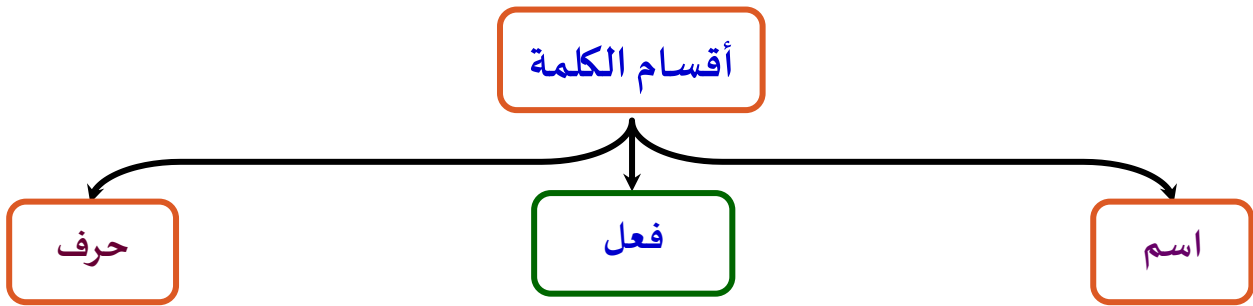 أقسام الكلمة
اسم
فعل
حرف